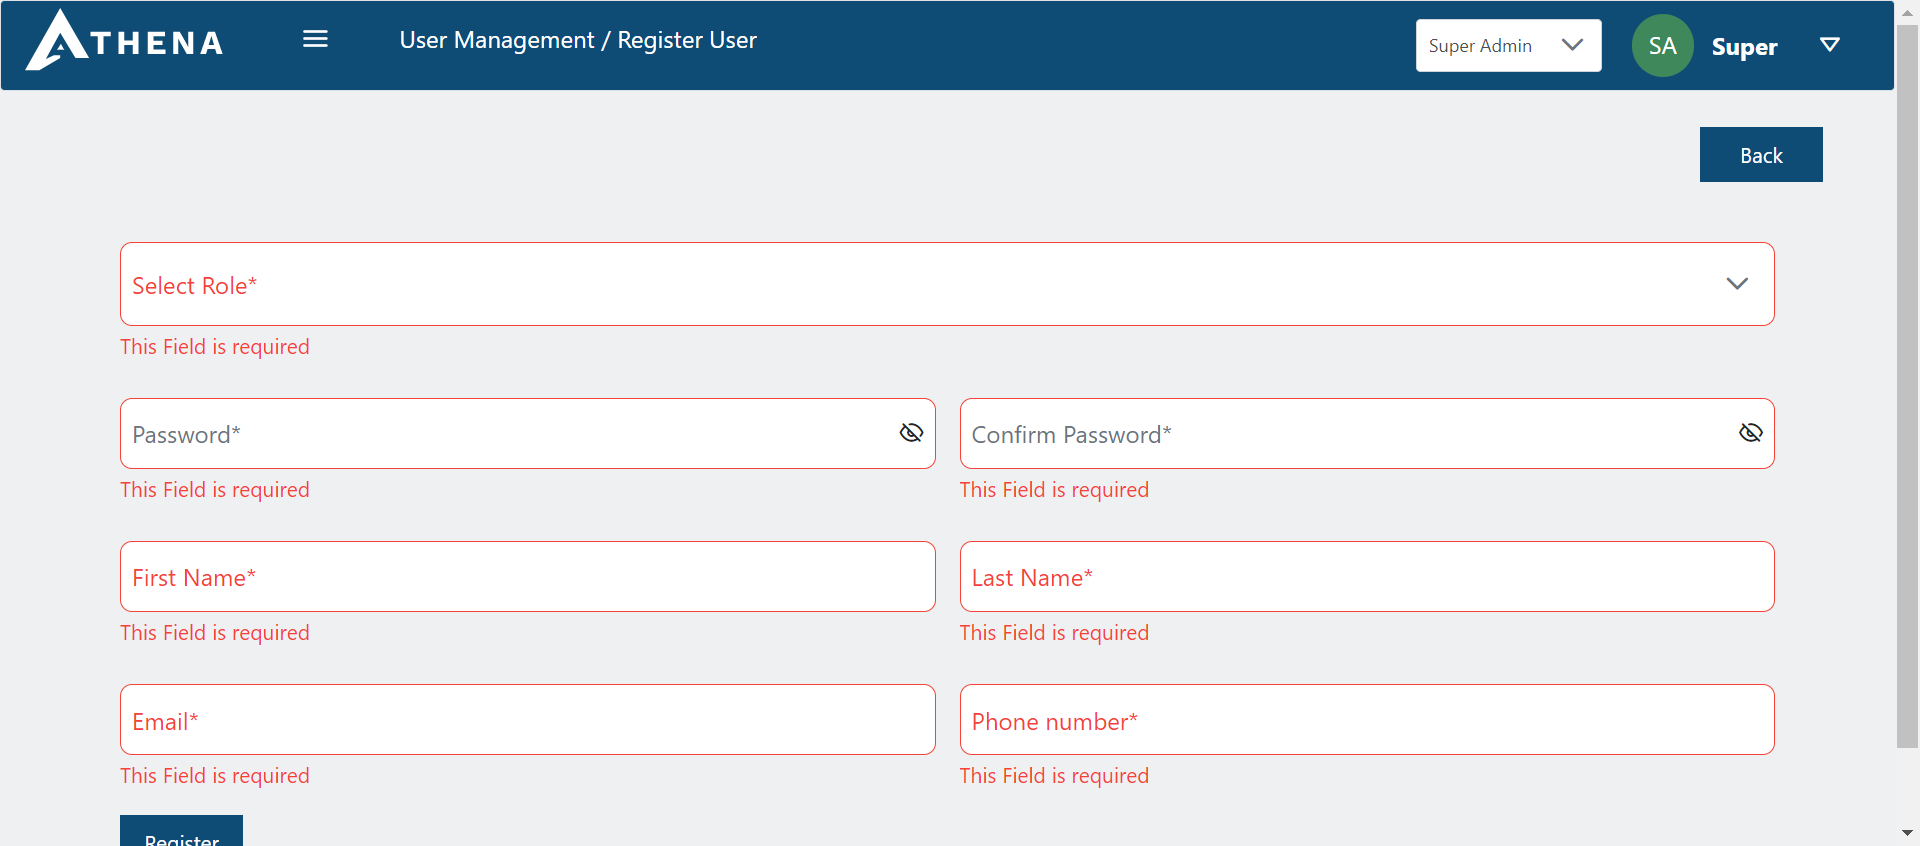 ATHENA
User Management / Register User
Super Admin
SA
Super
Back
Select Role*
This Field is required
Password*
Confirm Password*
This Field is required
This Field is required
First Name*
Last Name*
This Field is required
This Field is required
Email*
Phone number*
This Field is required
This Field is required
Register